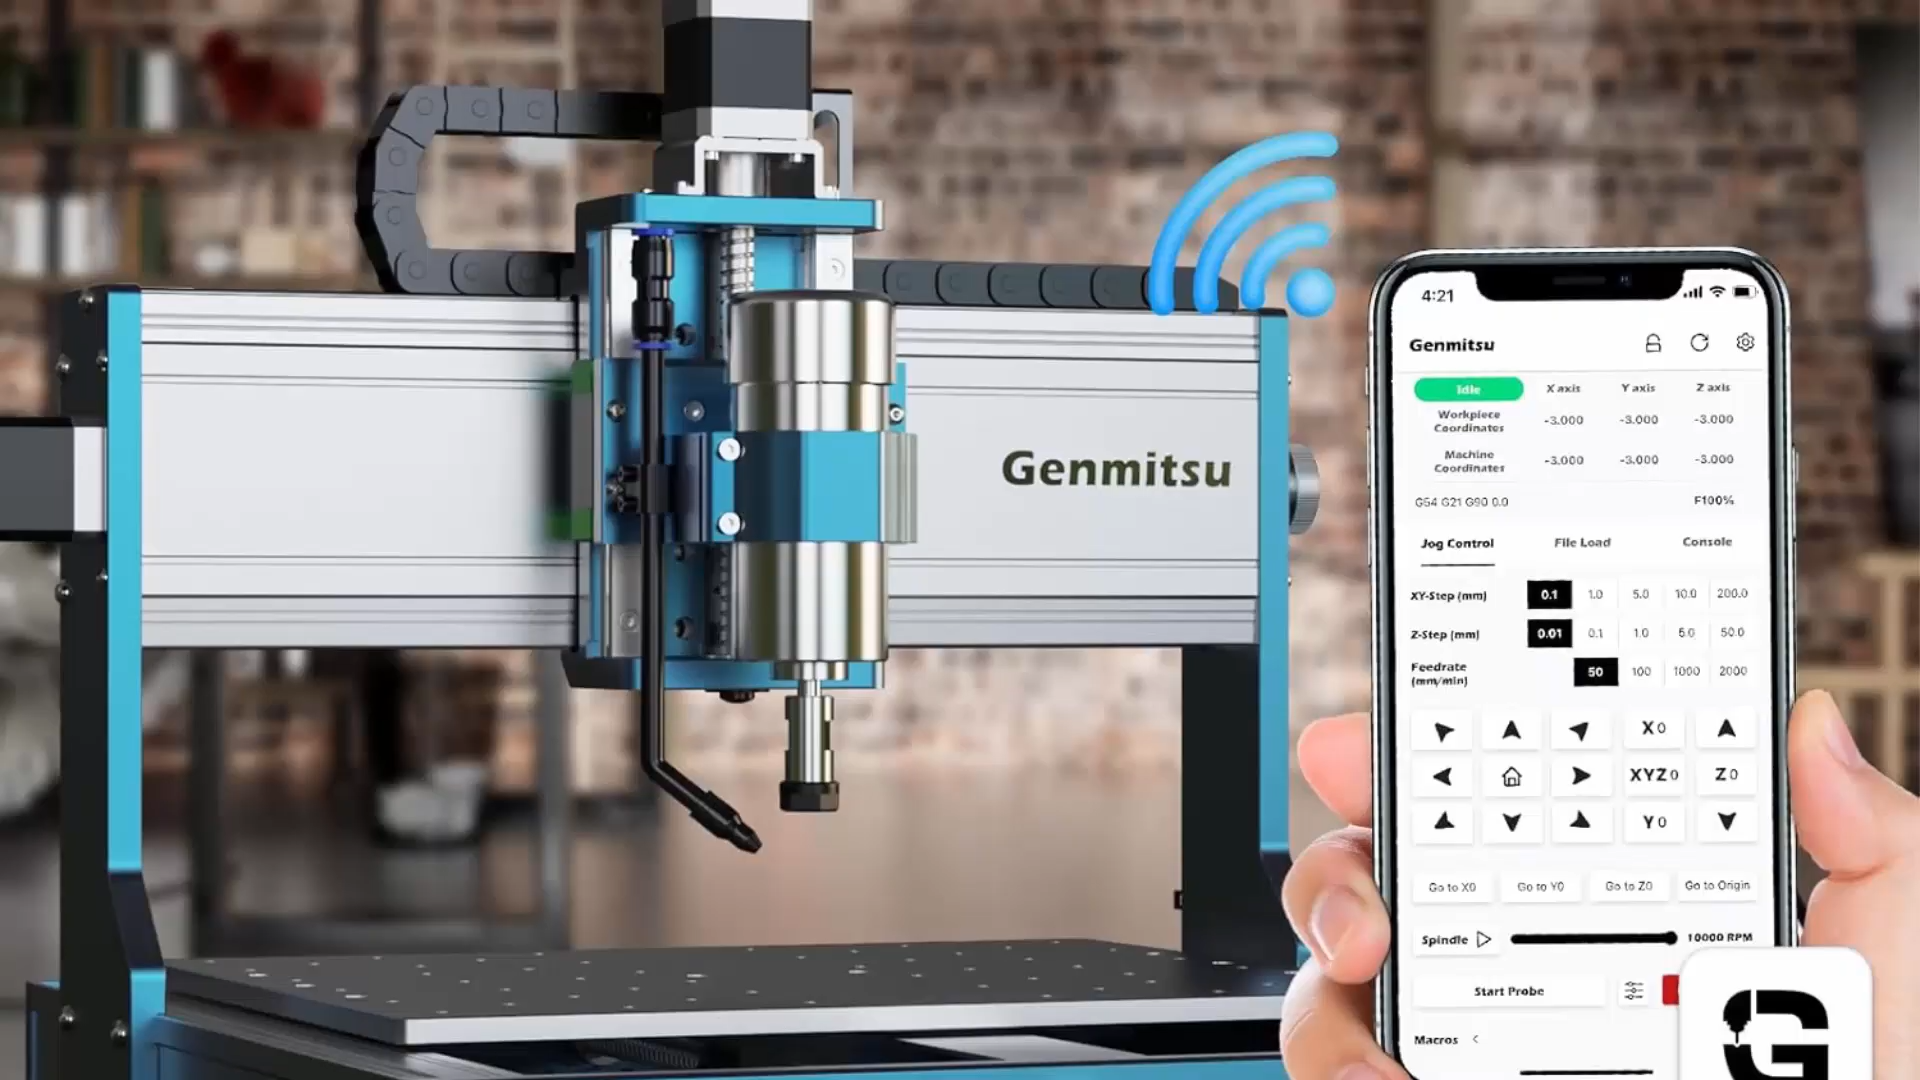 Genmitsu
4:21
Genmitsu
Idle X axis Y axis Z axis
Workpiece Coordinates -3.000 -3.000 -3.000
Machine Coordinates -3.000 -3.000 -3.000
G54 G21 G90 0.0 F100%
Jog Control File Load Console
XY-Step (mm) 0.1 1.0 5.0 10.0 200.0
Z-Step (mm) 0.01 0.1 1.0 5.0 50.0
Feedrate (mm/min) 50 100 1000 2000
X0
XYZ0 Z0
Y0
Go to X0 Go to Y0 Go to Z0 Go to Origin
Spindle 10000 RPM
Start Probe
Macros
G